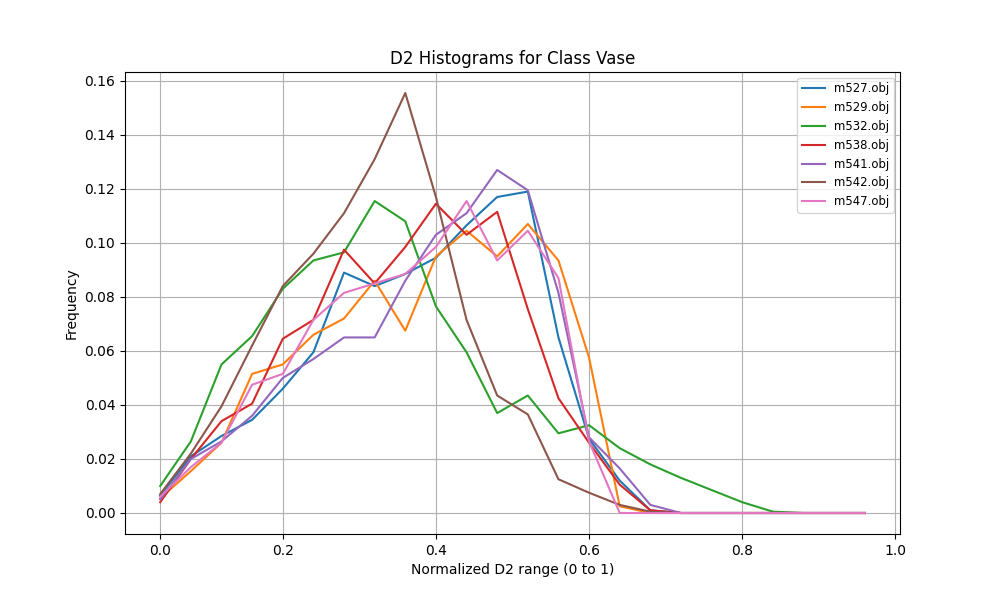 D2 Histograms for Class Vase
0.16
0.14
0.12
0.10
0.08
0.06
0.04
0.02
0.00
Frequency
m527.obj
m529.obj
m532.obj
m538.obj
m541.obj
m542.obj
m547.obj
0.0 0.2 0.4 0.6 0.8 1.0
Normalized D2 range (0 to 1)